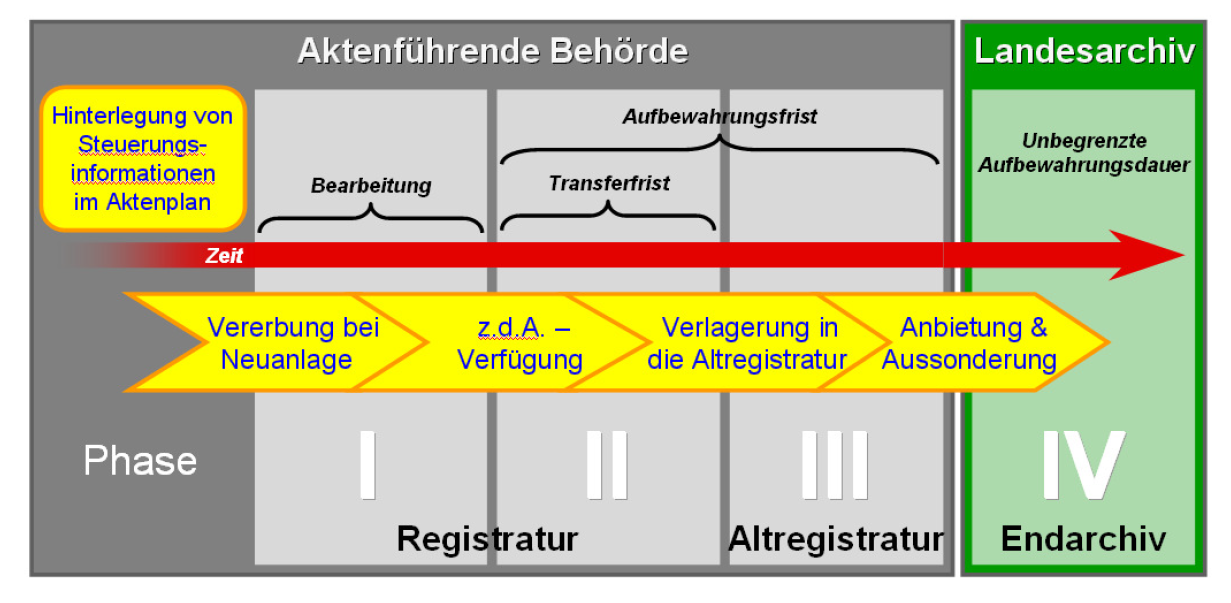 Aktenführende Behörde
Landesarchiv
Hinterlegung von
Steuerungs-
informationen
im Aktenplan
Aufbewahrungsfrist
Unbegrenzte
Aufbewahrungsdauer
Bearbeitung
Transferfrist
Zeit
Vererbung bei
Neuanlage
z.d.A. –
Verfügung
Verlagerung in
die Altregistratur
Anbietung &
Aussonderung
Phase
I
II
III
IV
Registratur
Altregistratur
Endarchiv